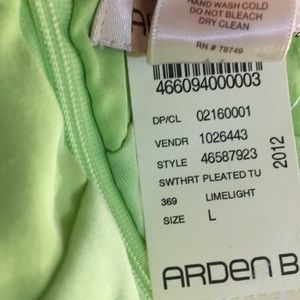 HAND WASH COLD
DO NOT BLEACH
DRY CLEAN
RN # 78749
ARDEN
466094000003
DP/CL 02160001
VENDR 1026443
STYLE 46587923
SWTHRT PLEATED TU
369 LIMELIGHT
SIZE L
2012
ARDEN B